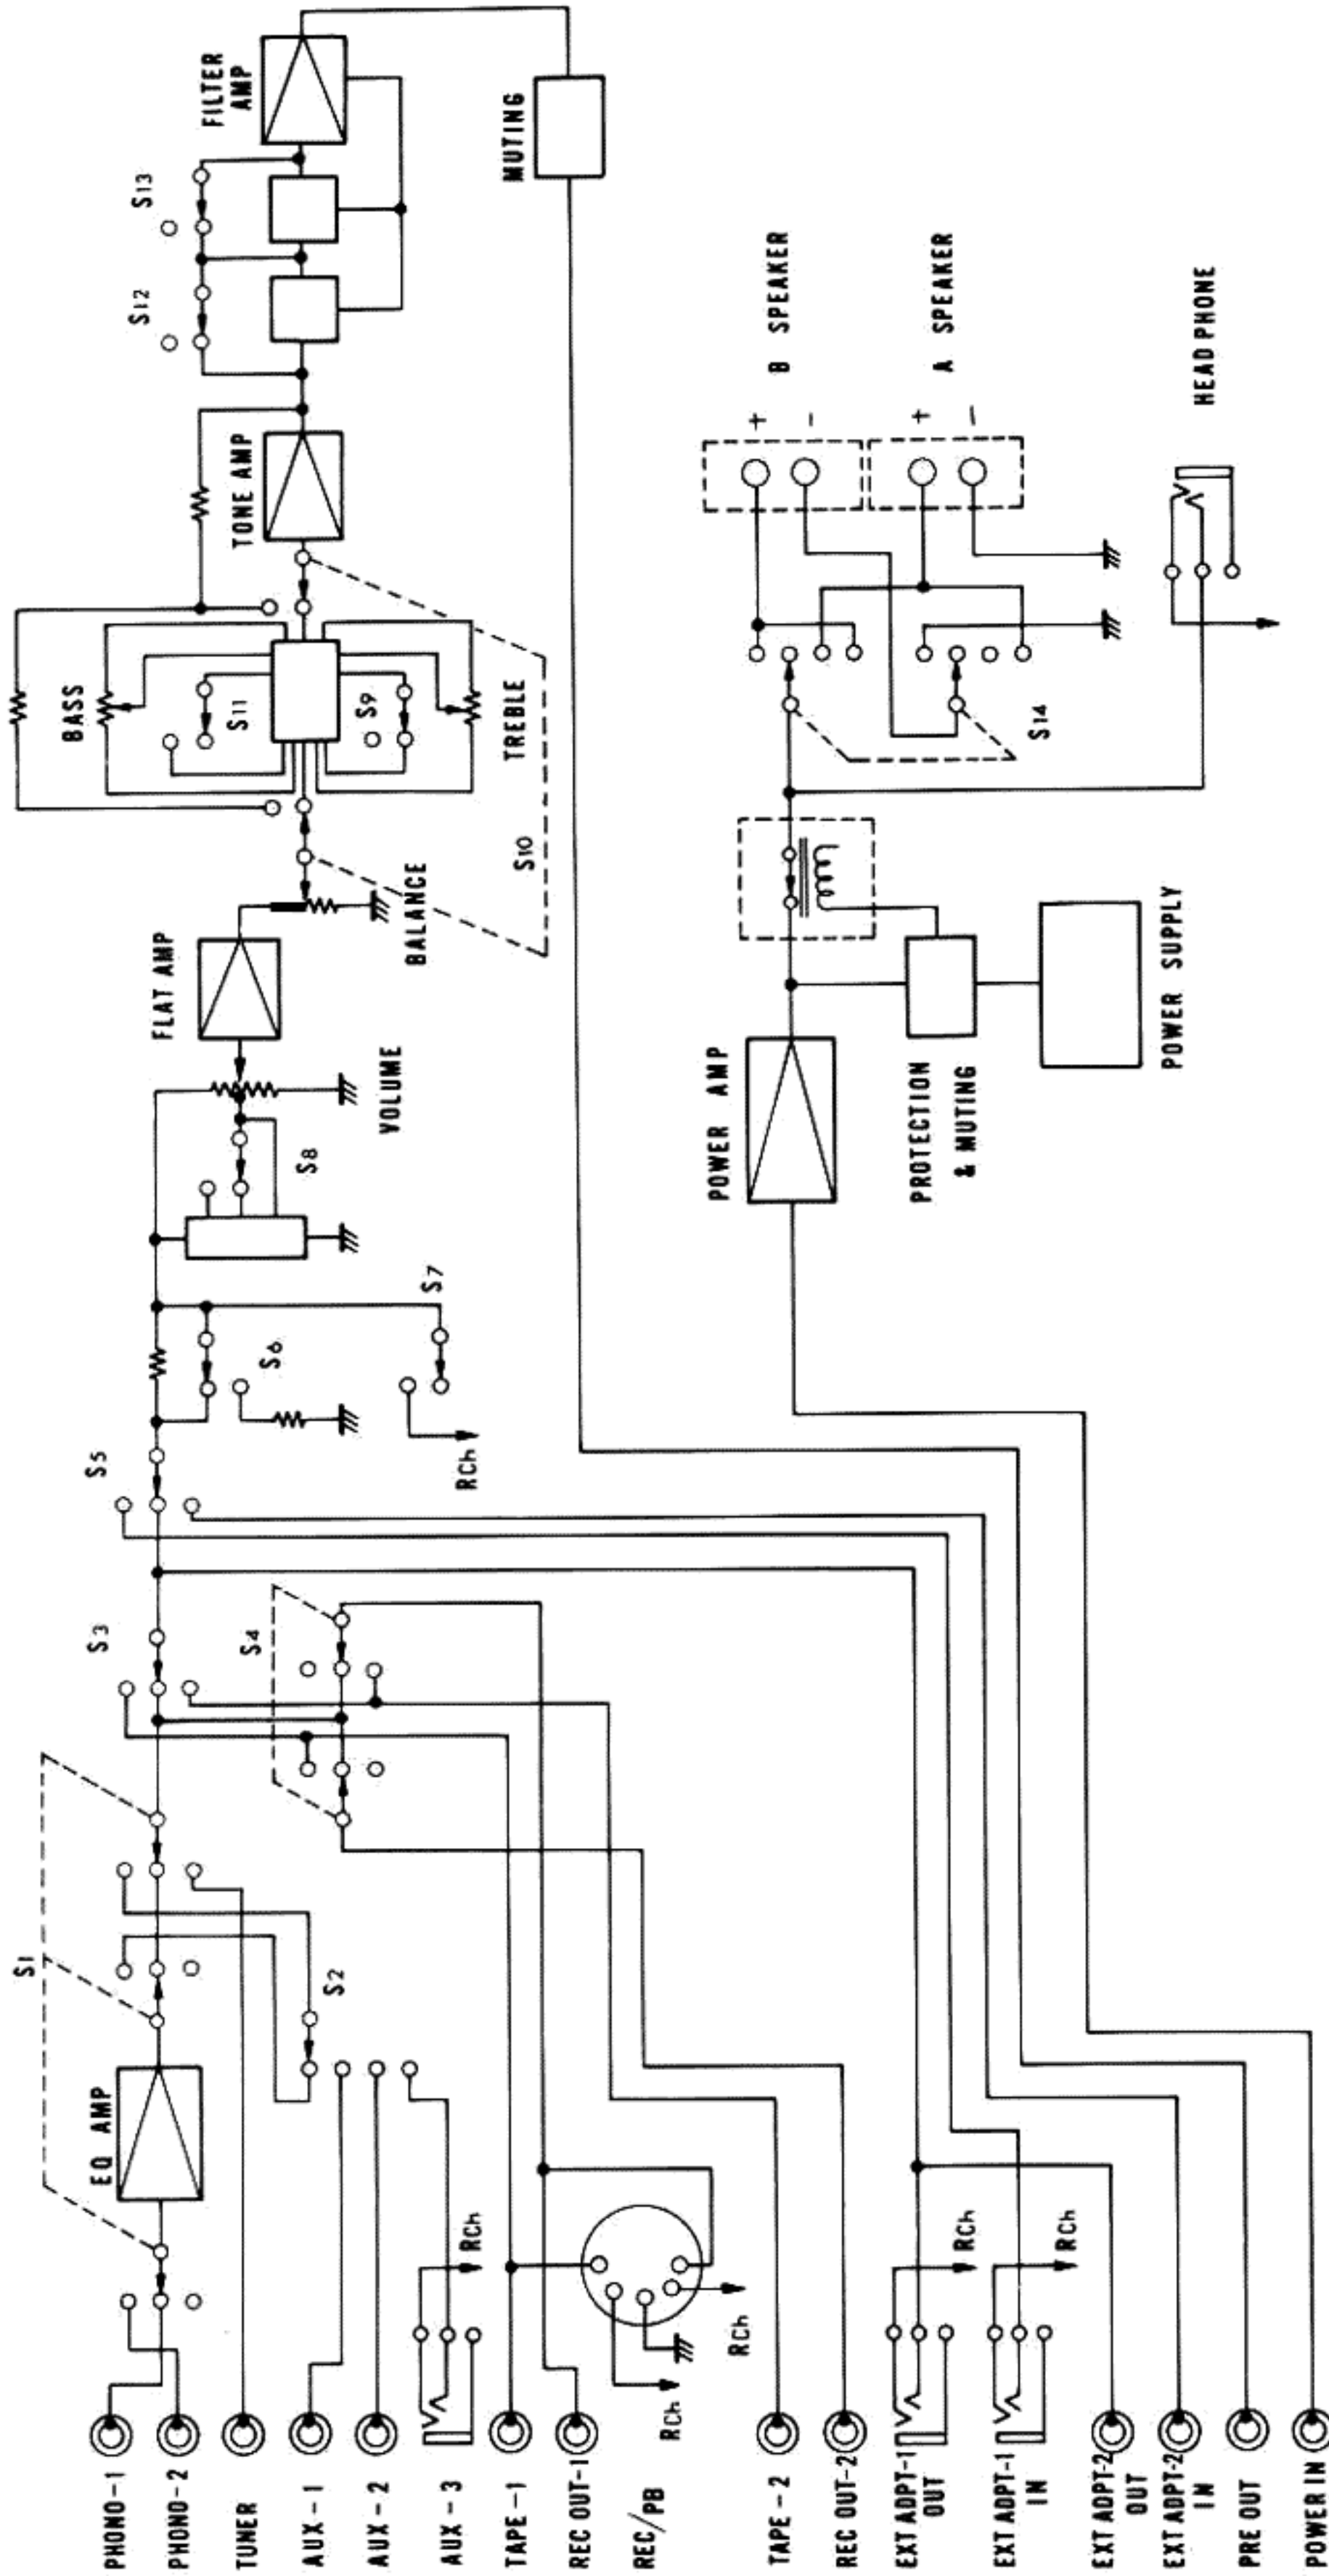 PHONO-1
PHONO-2
TUNER
AUX-1
AUX-2
AUX-3
TAPE-1
REC OUT-1
REC/PB
TAPE-2
REC OUT-2
EXT ADPT-1
OUT
EXT ADPT-1
IN
EXT ADPT-2
OUT
EXT ADPT-2
IN
PRE OUT
POWER IN
EQ AMP
S1
S2
RCh
RCh
RCh
RCh
RCh
S3
S4
S5
S6
S7
RCh
S8
VOLUME
FLAT AMP
BALANCE
S10
BASS
S11
S9
TREBLE
TONE AMP
S12
S13
FILTER
AMP
MUTING
POWER AMP
PROTECTION
& MUTING
POWER SUPPLY
S14
+
-
B SPEAKER
+
-
A SPEAKER
HEAD PHONE